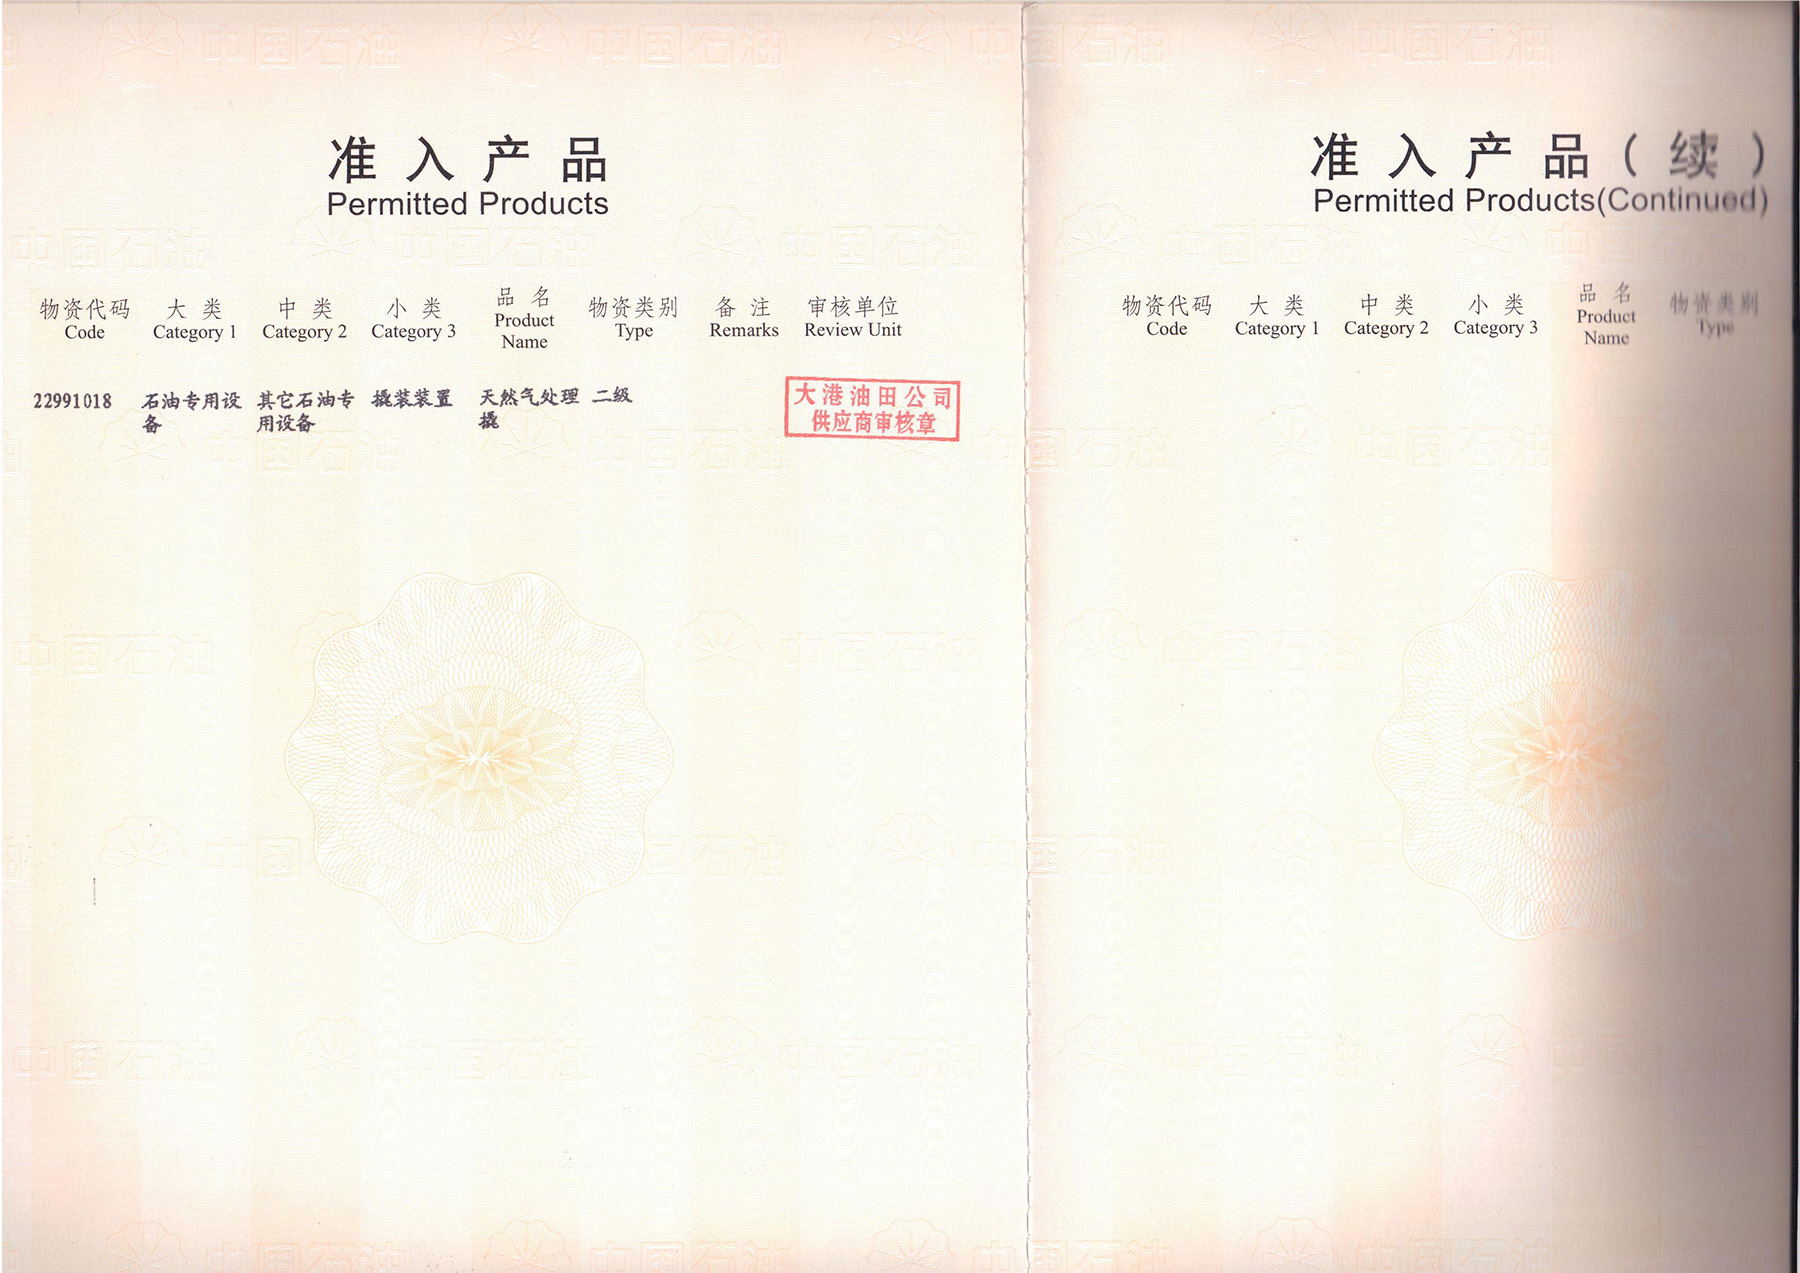 准入产品
Permitted Products
物资代码 大类 中类 小类 品名 物资类别 备注 审核单位
Code Category 1 Category 2 Category 3 Product Name Type Remarks Review Unit
22991018 石油专用设备 其它石油专用设备 撬装装置 天然气处理撬 二级
大港油田公司
供应商审核章
准入产品(续)
Permitted Products(Continued)
物资代码 大类 中类 小类 品名 物资类别
Code Category 1 Category 2 Category 3 Product Name Type
中国石油